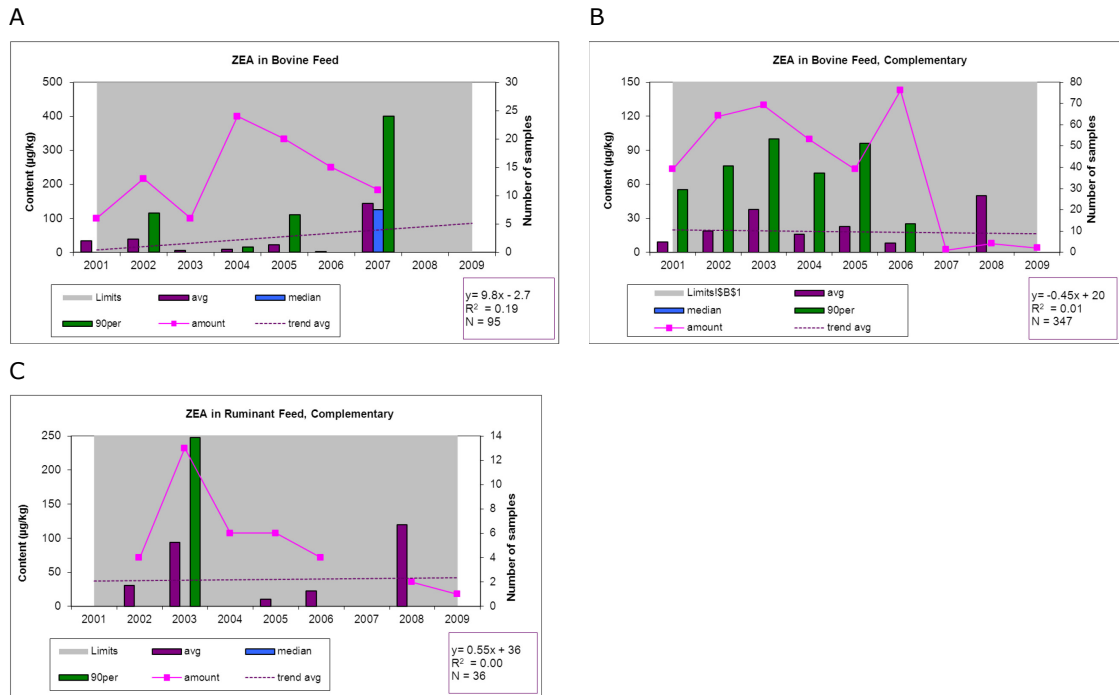 A
ZEA in Bovine Feed
Content (µg/kg)
500
400
300
200
100
0
30
25
20
15
10
5
0
Number of samples
2001 2002 2003 2004 2005 2006 2007 2008 2009
Limits avg median
90per amount trend avg
y= 9.8x - 2.7
R² = 0.19
N = 95
B
ZEA in Bovine Feed, Complementary
Content (µg/kg)
150
120
90
60
30
0
80
70
60
50
40
30
20
10
0
Number of samples
2001 2002 2003 2004 2005 2006 2007 2008 2009
Limits!$B$1 avg
median 90per
amount trend avg
y= -0.45x + 20
R² = 0.01
N = 347
C
ZEA in Ruminant Feed, Complementary
Content (µg/kg)
250
200
150
100
50
0
14
12
10
8
6
4
2
0
Number of samples
2001 2002 2003 2004 2005 2006 2007 2008 2009
Limits avg median
90per amount trend avg
y= 0.55x + 36
R² = 0.00
N = 36